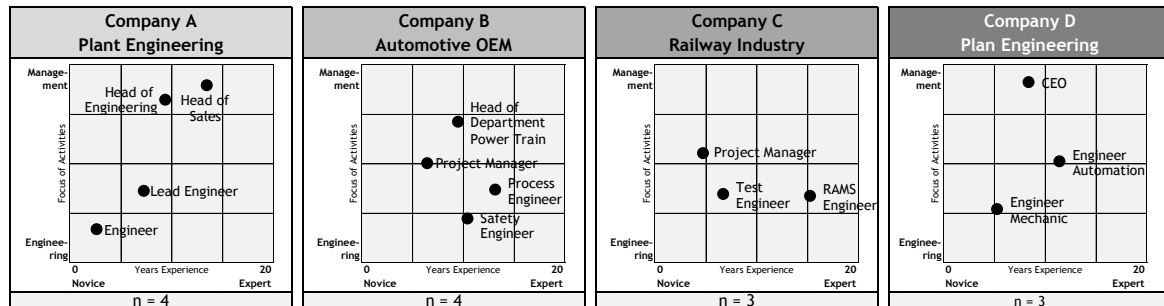 Company A
Plant Engineering
Manage-
ment
Head of
Engineering
Head of
Sales
Lead Engineer
Engineer
Focus of Activities
Enginee-
ring
0
Years Experience
20
Novice
Expert
n = 4
Company B
Automotive OEM
Manage-
ment
Head of
Department
Power Train
Project Manager
Process
Engineer
Safety
Engineer
Focus of Activities
Enginee-
ring
0
Years Experience
20
Novice
Expert
n = 4
Company C
Railway Industry
Manage-
ment
Project Manager
Test
Engineer
RAMS
Engineer
Focus of Activities
Enginee-
ring
0
Years Experience
20
Novice
Expert
n = 3
Company D
Plan Engineering
Manage-
ment
CEO
Engineer
Automation
Engineer
Mechanic
Focus of Activities
Enginee-
ring
0
Years Experience
20
Novice
Expert
n = 3